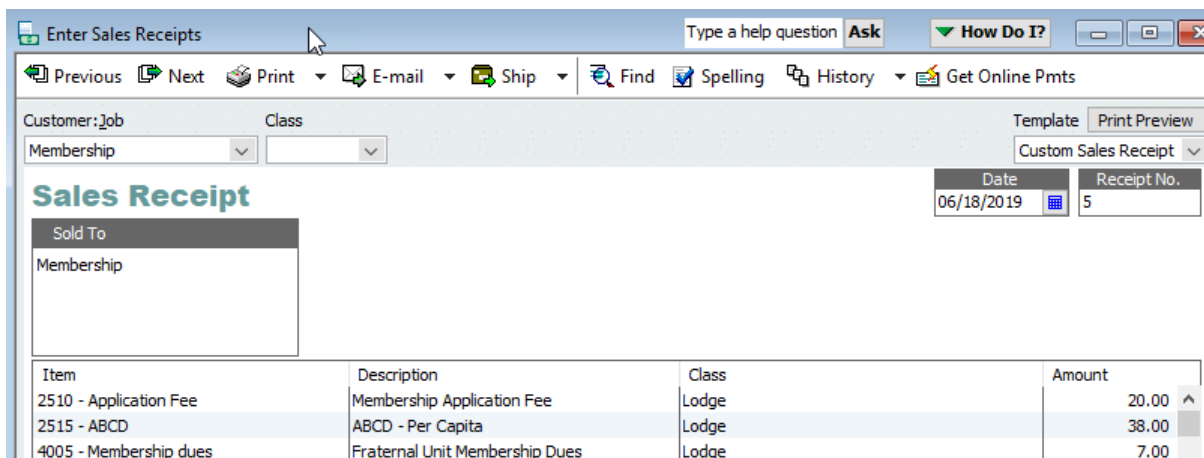 Enter Sales Receipts Type a help question Ask How Do I?
Previous Next Print E-mail Ship Find Spelling History Get Online Pmts
Customer:Job Class Template Print Preview
Membership Custom Sales Receipt
Sales Receipt Date Receipt No.
06/18/2019 5
Sold To
Membership
Item Description Class Amount
2510 - Application Fee Membership Application Fee Lodge 20.00
2515 - ABCD ABCD - Per Capita Lodge 38.00
4005 - Membership dues Fraternal Unit Membership Dues Lodge 7.00